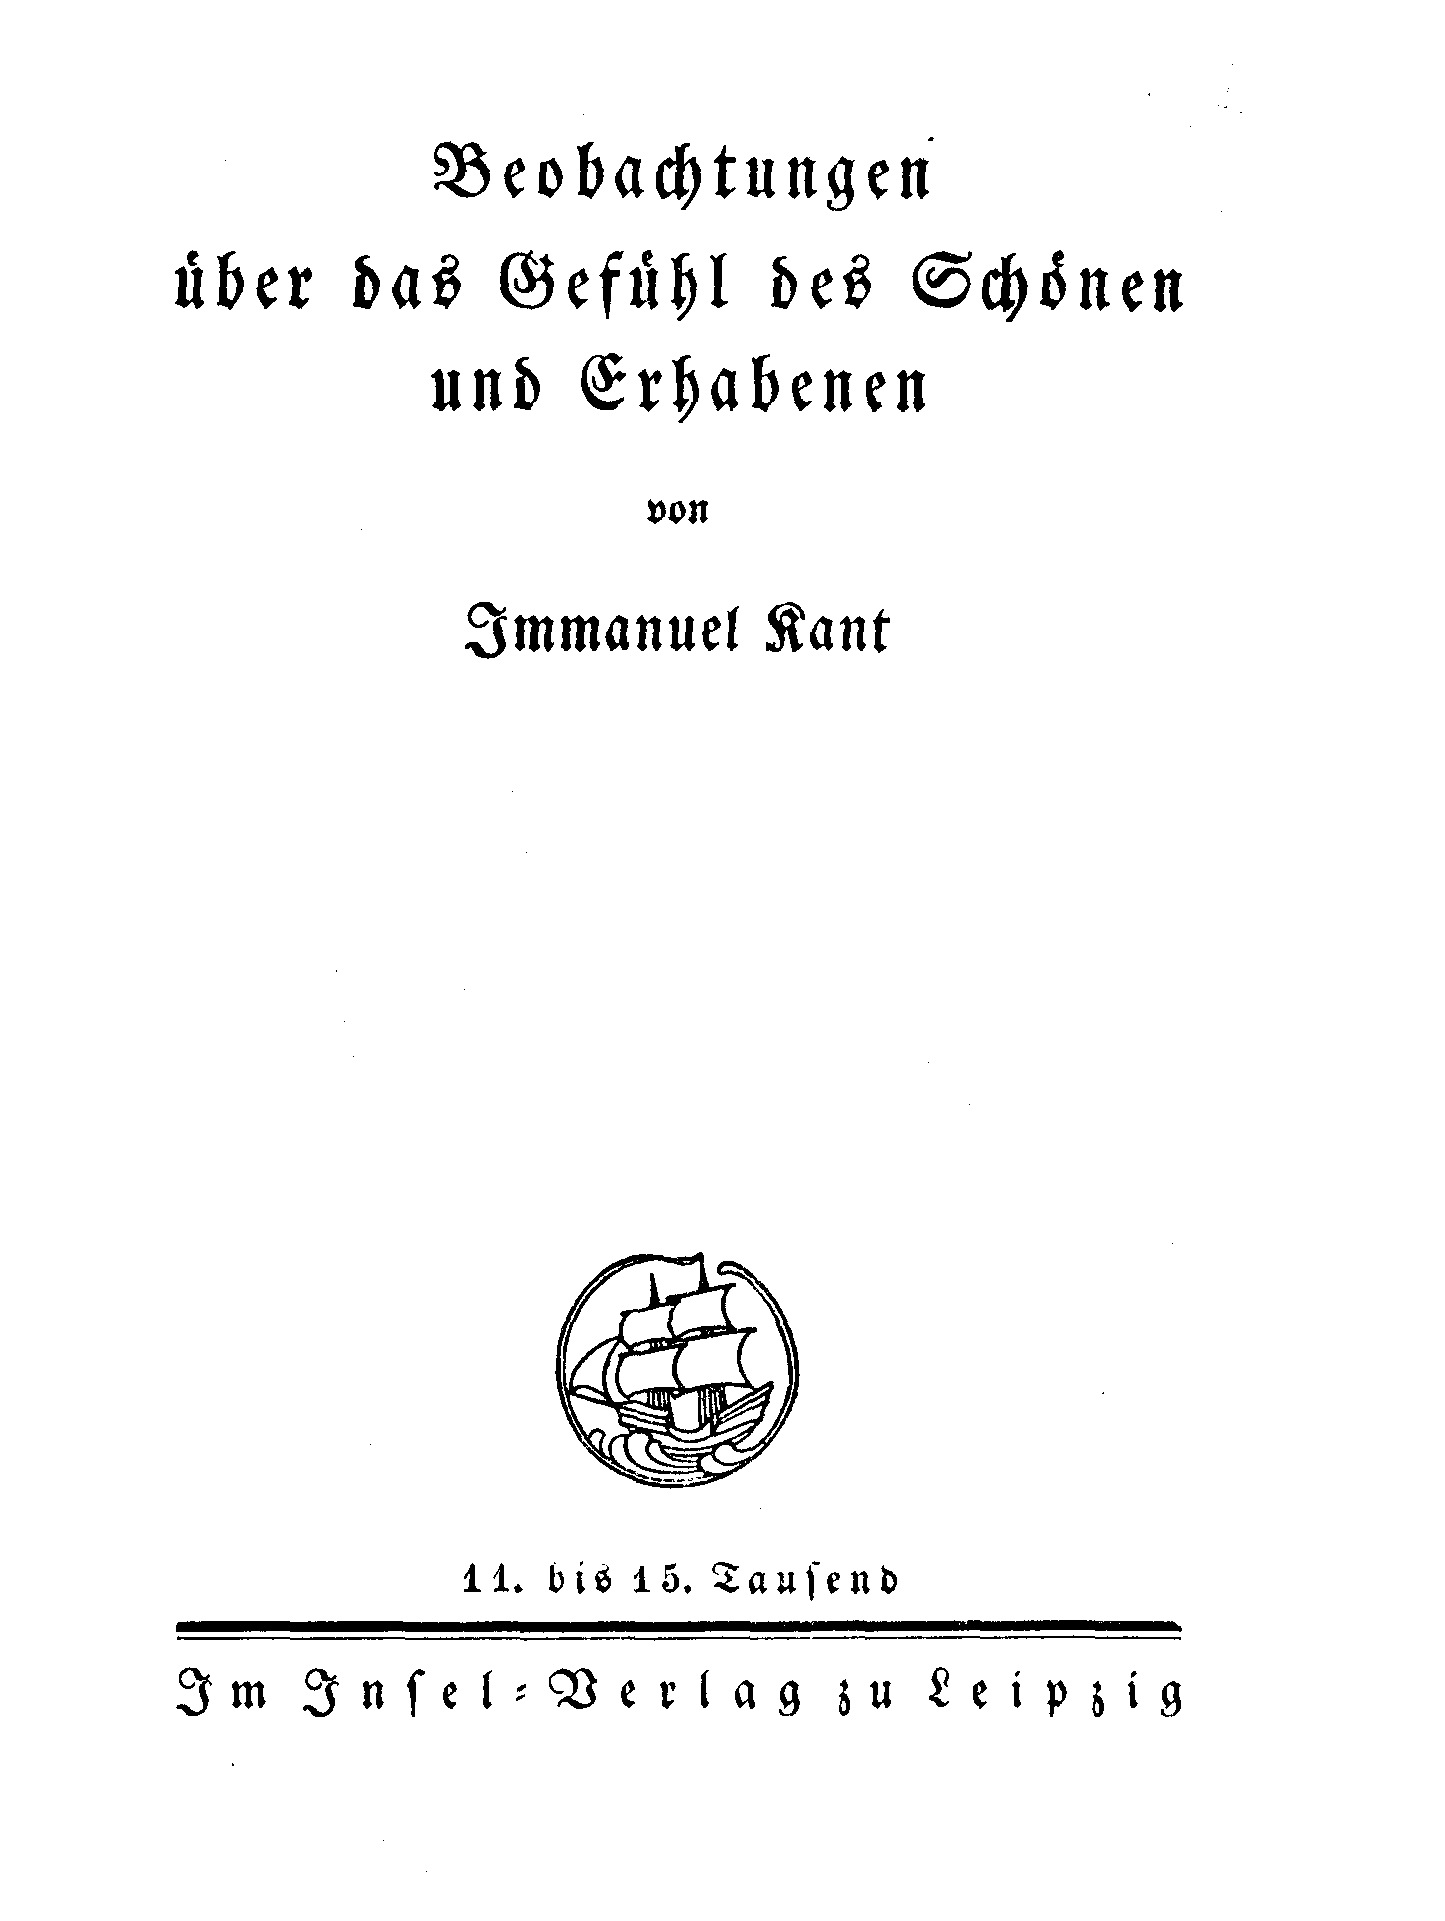 Beobachtungen
über das Gefühl des Schönen
und Erhabenen
von
Immanuel Kant
11. bis 15. Tauſend
Im Inſel-Verlag zu Leipzig